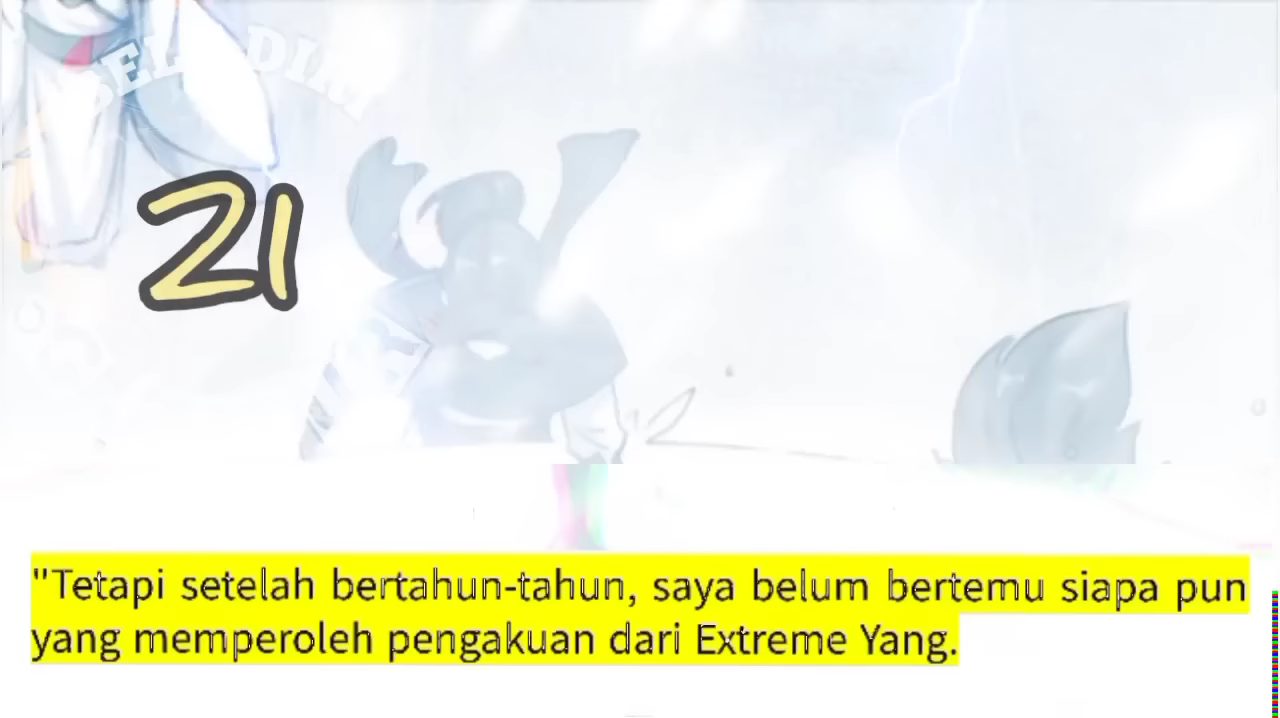 21
"Tetapi setelah bertahun-tahun, saya belum bertemu siapa pun
yang memperoleh pengakuan dari Extreme Yang.